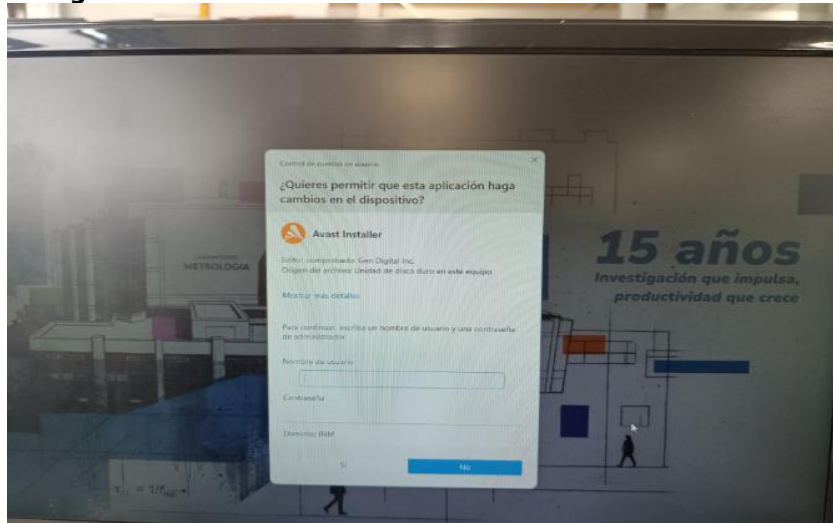 Control de cuentas de usuario
¿Quieres permitir que esta aplicación haga
cambios en el dispositivo?
Avast Installer
Editor comprobado: Gen Digital Inc.
Origen del archivo: Unidad de disco duro en este equipo
Mostrar más detalles
Para continuar, escriba un nombre de usuario y una contraseña
de administrador.
Nombre de usuario
Contraseña
Sí
No
LABORATORIO
METROLOGIA
15 años
Investigación que impulsa,
productividad que crece